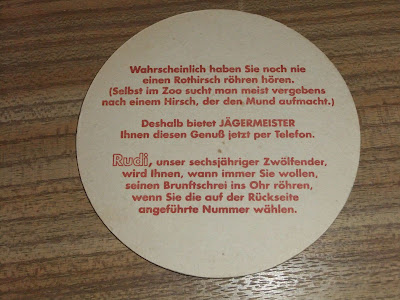 Wahrscheinlich haben Sie noch nie
einen Rothirsch röhren hören.
(Selbst im Zoo sucht man meist vergebens
nach einem Hirsch, der den Mund aufmacht.)
Deshalb bietet JÄGERMEISTER
Ihnen diesen Genuß jetzt per Telefon.
Rudi, unser sechsjähriger Zwölfender,
wird Ihnen, wann immer Sie wollen,
seinen Brunftschrei ins Ohr röhren,
wenn Sie die auf der Rückseite
angeführte Nummer wählen.